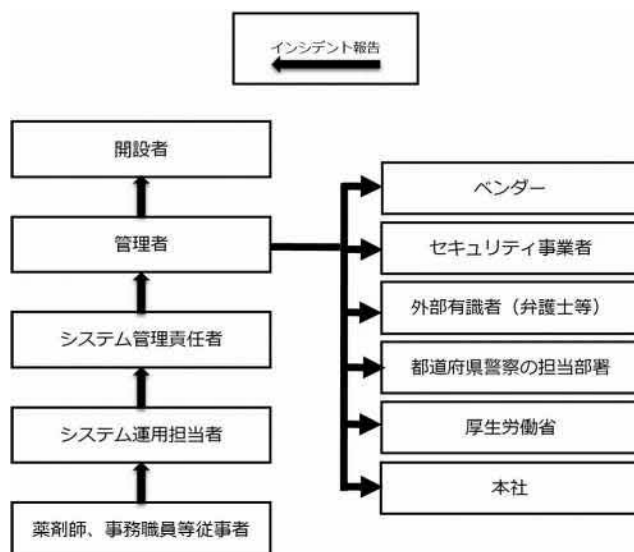 インシデント報告
開設者
管理者
システム管理責任者
システム運用担当者
薬剤師、事務職員等従事者
ベンダー
セキュリティ事業者
外部有識者（弁護士等）
都道府県警察の担当部署
厚生労働省
本社